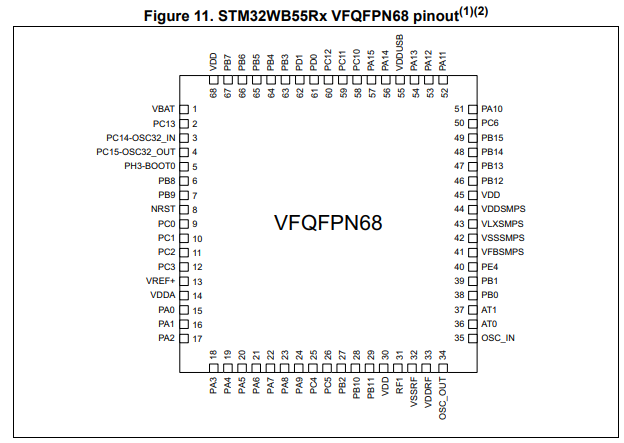 Figure 11. STM32WB55Rx VFQFPN68 pinout(1)(2)
VDD PB7 PB6 PB5 PB4 PB3 PD1 PD0 PC12 PC11 PC10 PA15 PA14 VDDUSB PA13 PA12 PA11
68 67 66 65 64 63 62 61 60 59 58 57 56 55 54 53 52
VBAT 1
PC13 2
PC14-OSC32_IN 3
PC15-OSC32_OUT 4
PH3-BOOT0 5
PB8 6
PB9 7
NRST 8
PC0 9
PC1 10
PC2 11
PC3 12
VREF+ 13
VDDA 14
PA0 15
PA1 16
PA2 17
VFQFPN68
51 PA10
50 PC6
49 PB15
48 PB14
47 PB13
46 PB12
45 VDD
44 VDDSMPS
43 VLXSMPS
42 VSSSMPS
41 VFBSMPS
40 PE4
39 PB1
38 PB0
37 AT1
36 AT0
35 OSC_IN
18 19 20 21 22 23 24 25 26 27 28 29 30 31 32 33 34
PA3 PA4 PA5 PA6 PA7 PA8 PA9 PC4 PC5 PB2 PB10 PB11 VDD RF1 VSSRF VDDRF OSC_OUT